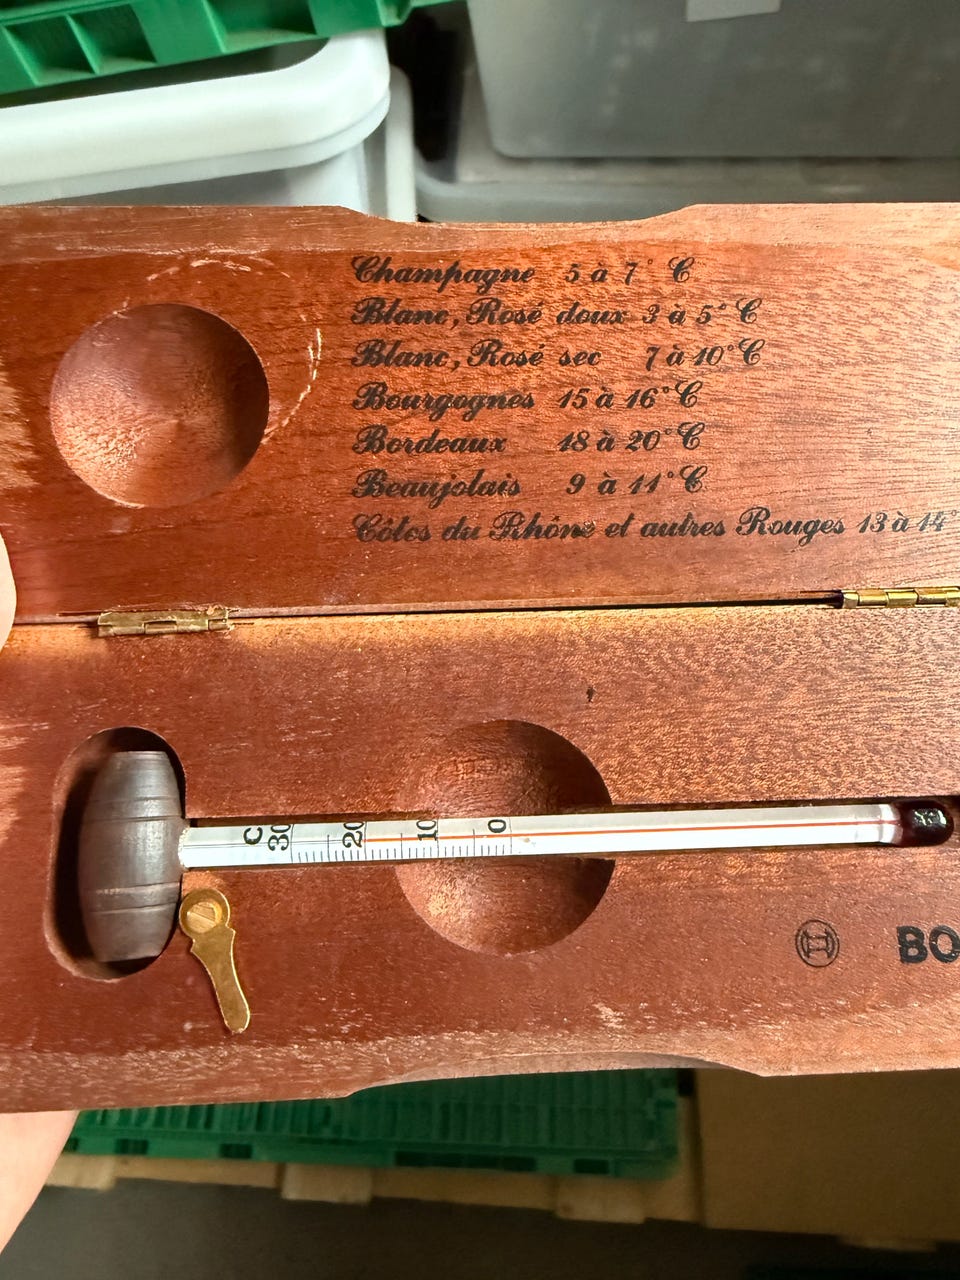 Champagne 5 à 7° C
Blanc, Rosé doux 3 à 5° C
Blanc, Rosé sec 7 à 10° C
Bourgognes 15 à 16° C
Bordeaux 18 à 20° C
Beaujolais 9 à 11° C
Côtes du Rhône et autres Rouges 13 à 14°
C 30 20 10 0
BO